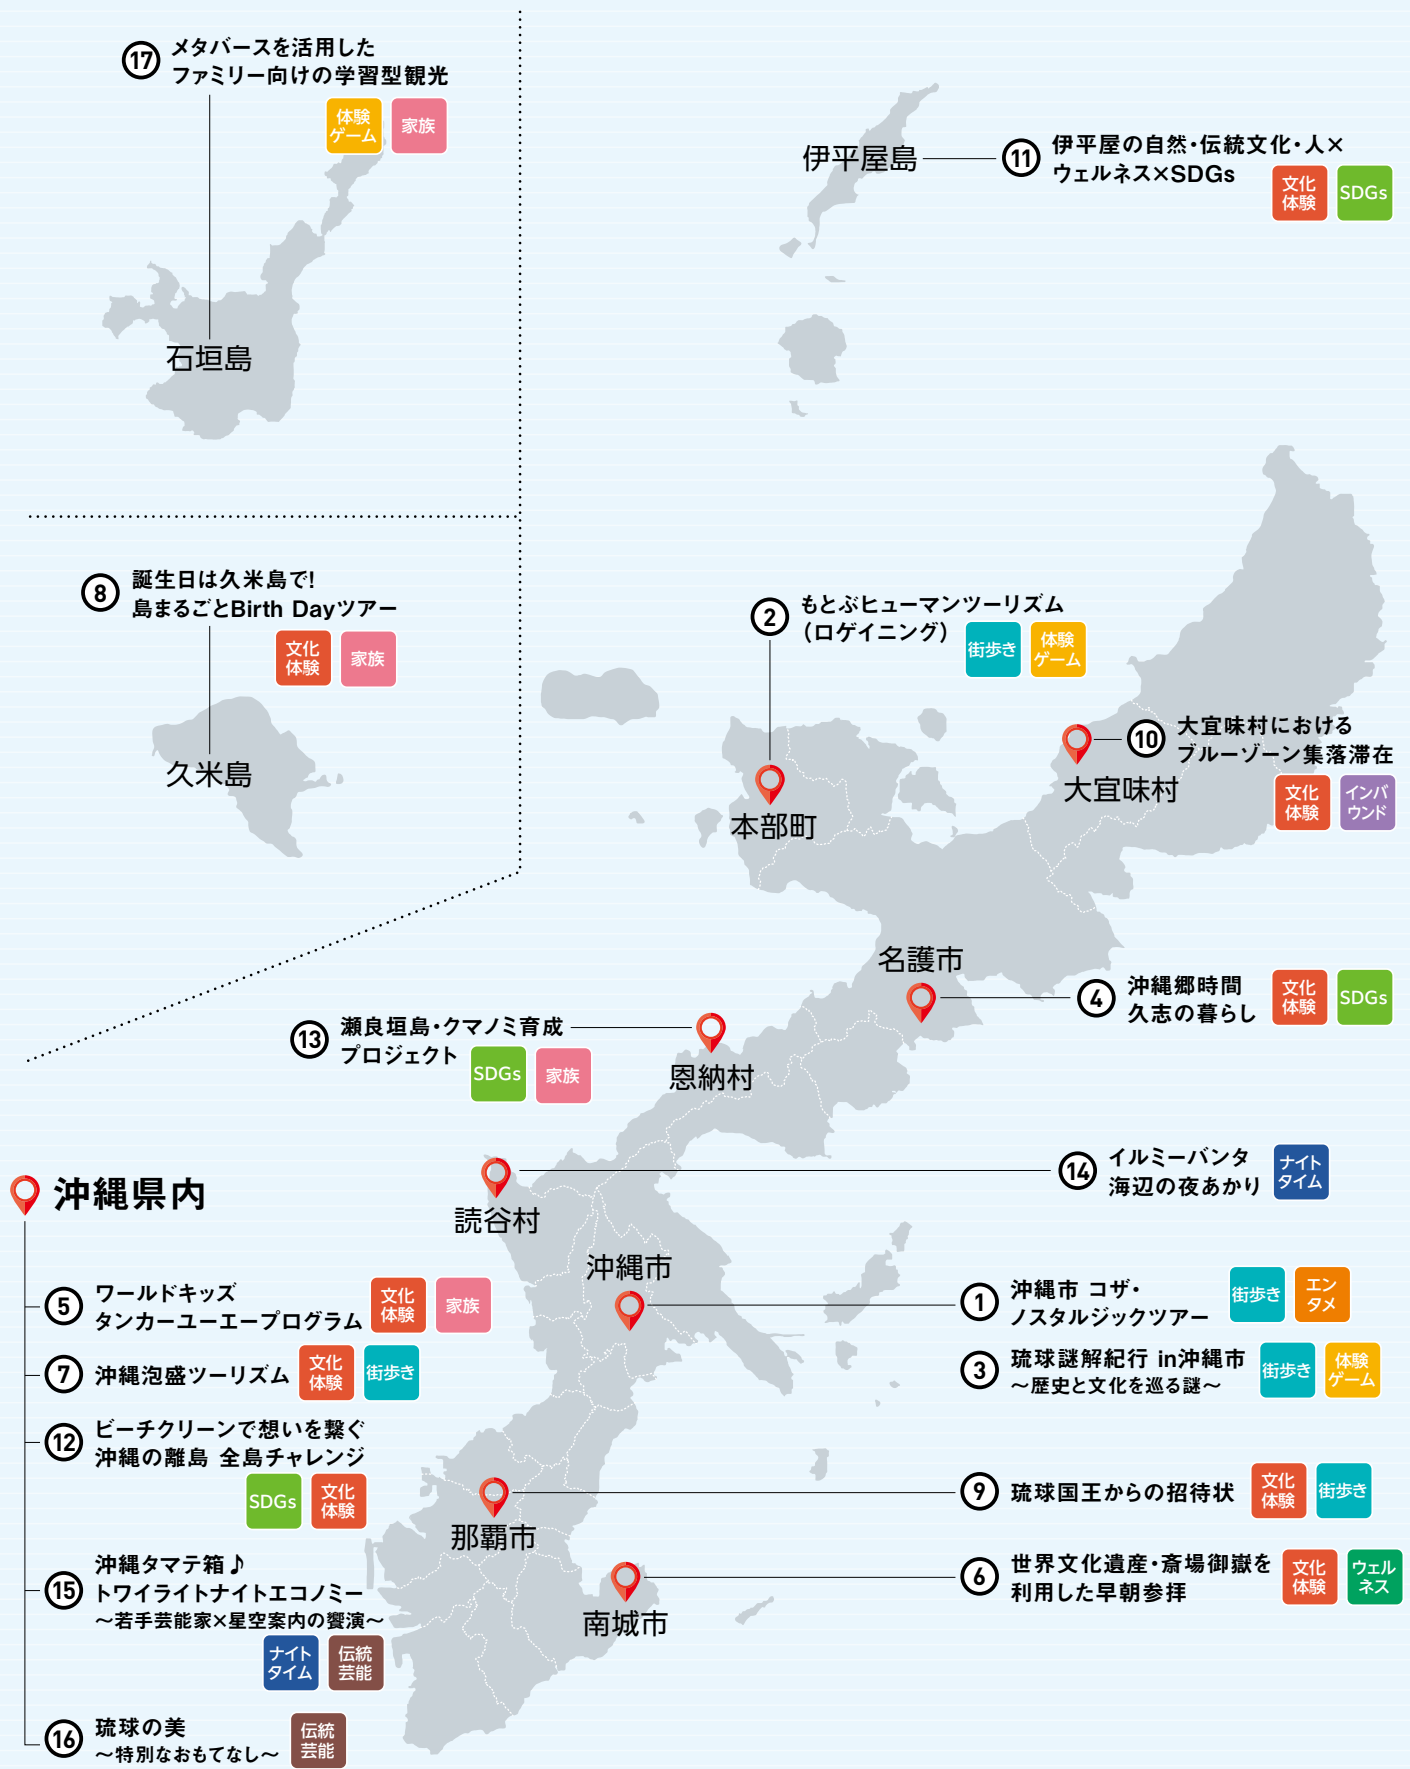 ⑰ メタバースを活用した
ファミリー向けの学習型観光
体験
ゲーム
家族
石垣島
伊平屋島
⑪ 伊平屋の自然・伝統文化・人×
ウェルネス×SDGs
文化
体験
SDGs
⑧ 誕生日は久米島で!
島まるごとBirth Dayツアー
文化
体験
家族
久米島
② もとぶヒューマンツーリズム
（ロゲイニング）
街歩き
体験
ゲーム
本部町
⑩ 大宜味村における
ブルーゾーン集落滞在
文化
体験
インバ
ウンド
大宜味村
名護市
④ 沖縄郷時間
久志の暮らし
文化
体験
SDGs
⑬ 瀬良垣島・クマノミ育成
プロジェクト
SDGs
家族
恩納村
⑭ イルミーバンタ
海辺の夜あかり
ナイト
タイム
読谷村
沖縄市
① 沖縄市 コザ・
ノスタルジックツアー
街歩き
エン
タメ
③ 琉球謎解紀行 in沖縄市
～歴史と文化を巡る謎～
街歩き
体験
ゲーム
⑨ 琉球国王からの招待状
文化
体験
街歩き
那覇市
⑥ 世界文化遺産・斎場御嶽を
利用した早朝参拝
文化
体験
ウェル
ネス
南城市
沖縄県内
⑤ ワールドキッズ
タンカーユーエープログラム
文化
体験
家族
⑦ 沖縄泡盛ツーリズム
文化
体験
街歩き
⑫ ビーチクリーンで想いを繋ぐ
沖縄の離島 全島チャレンジ
SDGs
文化
体験
⑮ 沖縄タマテ箱♪
トワイライトナイトエコノミー
～若手芸能家×星空案内の饗演～
ナイト
タイム
伝統
芸能
⑯ 琉球の美
～特別なおもてなし～
伝統
芸能